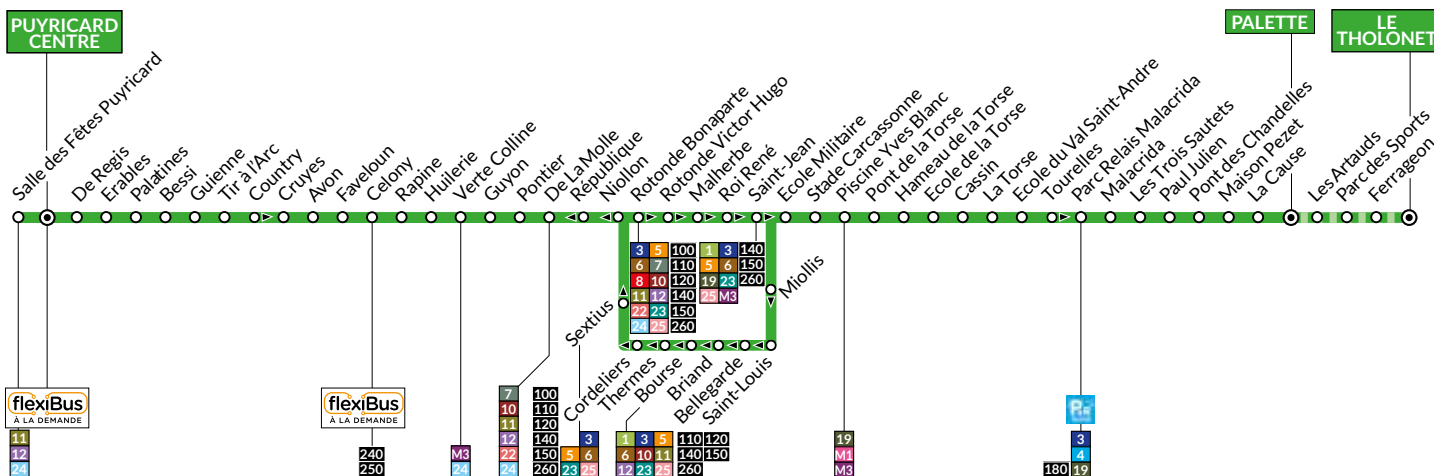 PUYRICARD
CENTRE
PALETTE
LE
THOLONET
Salle des Fêtes Puyricard
De Regis
Erables
Palatines
Bessi
Guienne
Tir à l'Arc
Country
Cruyes
Avon
Faveloun
Celony
Rapine
Huilerie
Verte Colline
Guyon
Pontier
De LaMolle
République
Niollon
Rotonde Bonaparte
Rotonde Victor Hugo
Malherbe
Roi René
Saint-Jean
Ecole Militaire
Stade Carcassonne
Piscine Yves Blanc
Pont de la Torse
Hameau de la Torse
Ecole de la Torse
Cassin
La Torse
Ecole du Val Saint-Andre
Tourelles
Parc Relais Malacrida
Malacrida
Les Trois Sautets
Paul Julien
Pont des Chandelles
Maison Pezet
La Cause
Les Artauds
Parc des Sports
Ferrageon
3 5 100
6 7 110
8 10 120
11 12 140
22 23 150
24 25 260
1 3 140
5 6 150
19 23 260
25 M3
Miollis
Sextius
Cordeliers
Thermes
Bourse
Briand
Bellegarde
Saint-Louis
flexiBus
À LA DEMANDE
11
12
24
flexiBus
À LA DEMANDE
240
250
M3
24
7 100
10 110
11 120
12 140
22 150
24 260
3
5 6
23 25
1 3 5 110 120
6 10 11 140 150
12 23 25 260
19
M1
M3
P+R
3
4
180 19